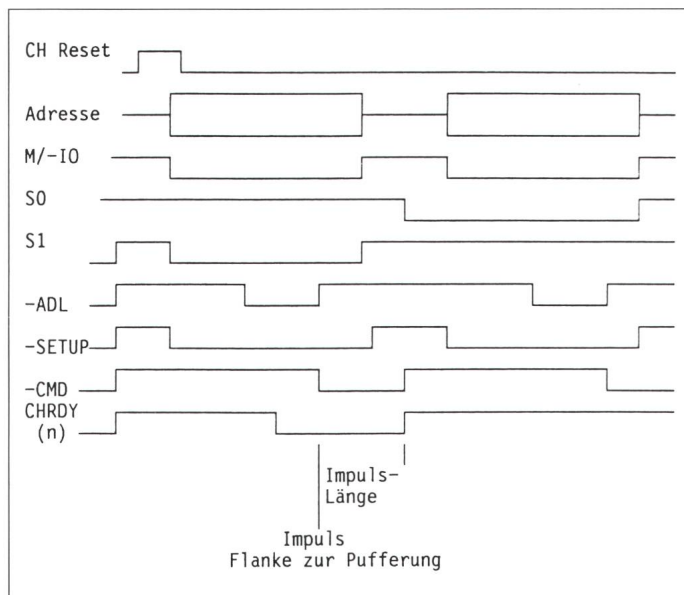 CH Reset
Adresse
M/-IO
S0
S1
-ADL
-SETUP
-CMD
CHRDY
(n)
Impuls-
Länge
Impuls
Flanke zur Pufferung